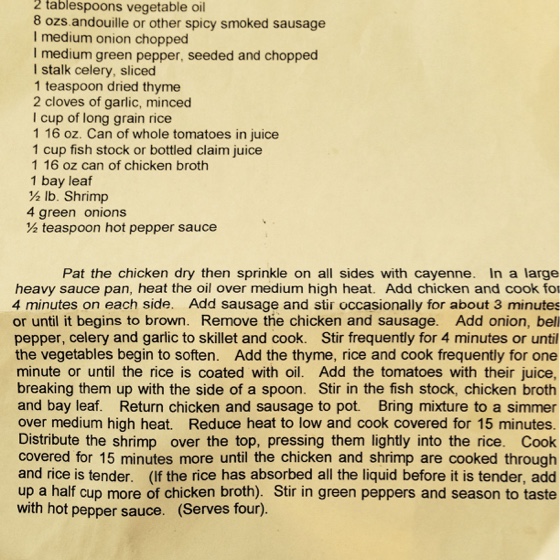 2 tablespoons vegetable oil
8 ozs.andouille or other spicy smoked sausage
I medium onion chopped
I medium green pepper, seeded and chopped
I stalk celery, sliced
1 teaspoon dried thyme
2 cloves of garlic, minced
I cup of long grain rice
1 16 oz. Can of whole tomatoes in juice
1 cup fish stock or bottled claim juice
1 16 oz can of chicken broth
1 bay leaf
½ lb. Shrimp
4 green onions
½ teaspoon hot pepper sauce
Pat the chicken dry then sprinkle on all sides with cayenne. In a large
heavy sauce pan, heat the oil over medium high heat. Add chicken and cook for
4 minutes on each side. Add sausage and stir occasionally for about 3 minutes
or until it begins to brown. Remove the chicken and sausage. Add onion, bell
pepper, celery and garlic to skillet and cook. Stir frequently for 4 minutes or until
the vegetables begin to soften. Add the thyme, rice and cook frequently for one
minute or until the rice is coated with oil. Add the tomatoes with their juice,
breaking them up with the side of a spoon. Stir in the fish stock, chicken broth
and bay leaf. Return chicken and sausage to pot. Bring mixture to a simmer
over medium high heat. Reduce heat to low and cook covered for 15 minutes.
Distribute the shrimp over the top, pressing them lightly into the rice. Cook
covered for 15 minutes more until the chicken and shrimp are cooked through
and rice is tender. (If the rice has absorbed all the liquid before it is tender, add
up a half cup more of chicken broth). Stir in green peppers and season to taste
with hot pepper sauce. (Serves four).